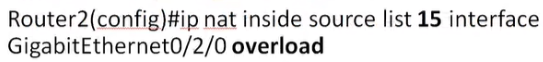 Router2(config)#ip nat inside source list 15 interface
GigabitEthernet0/2/0 overload